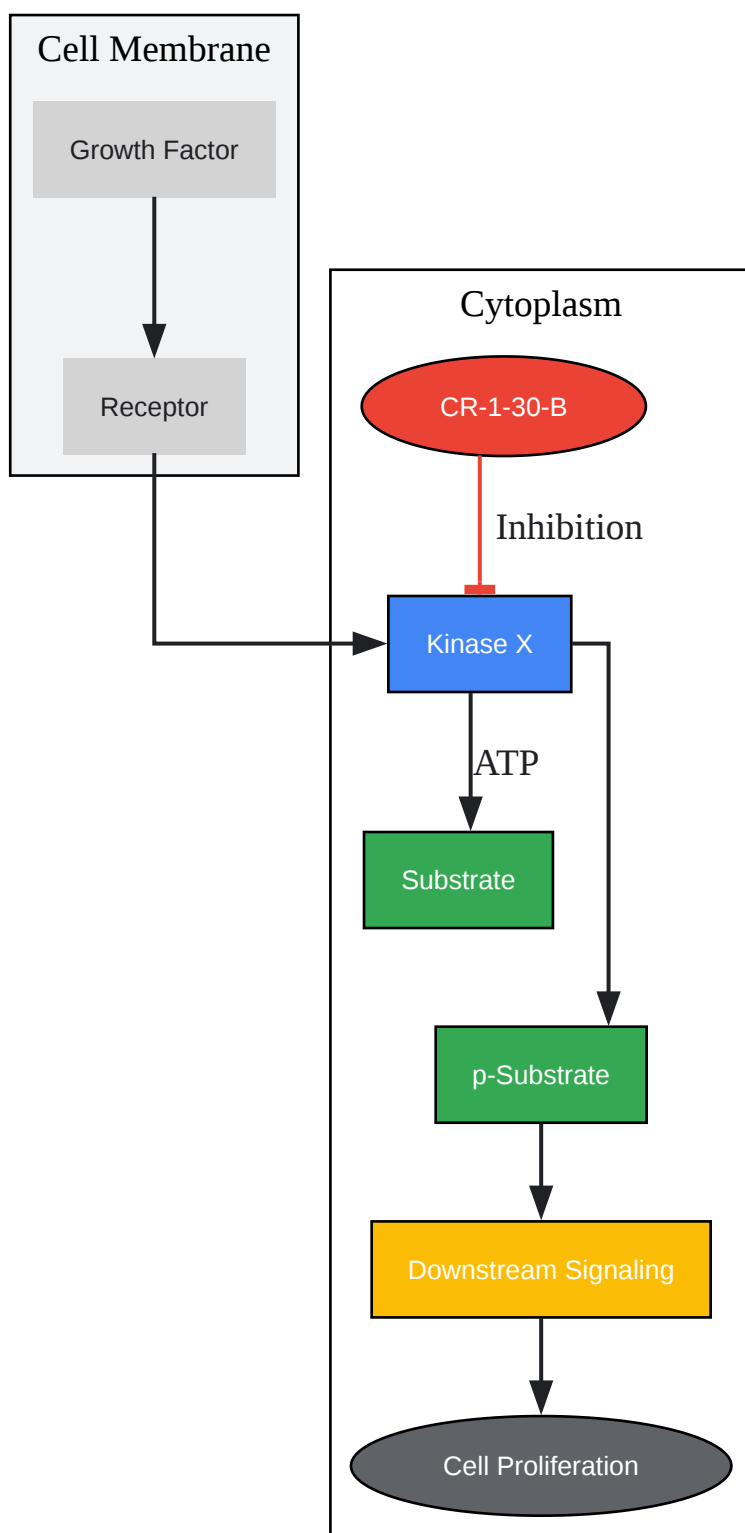 Cell Membrane
Growth Factor
Receptor
Cytoplasm
CR-1-30-B
Inhibition
Kinase X
ATP
Substrate
p-Substrate
Downstream Signaling
Cell Proliferation